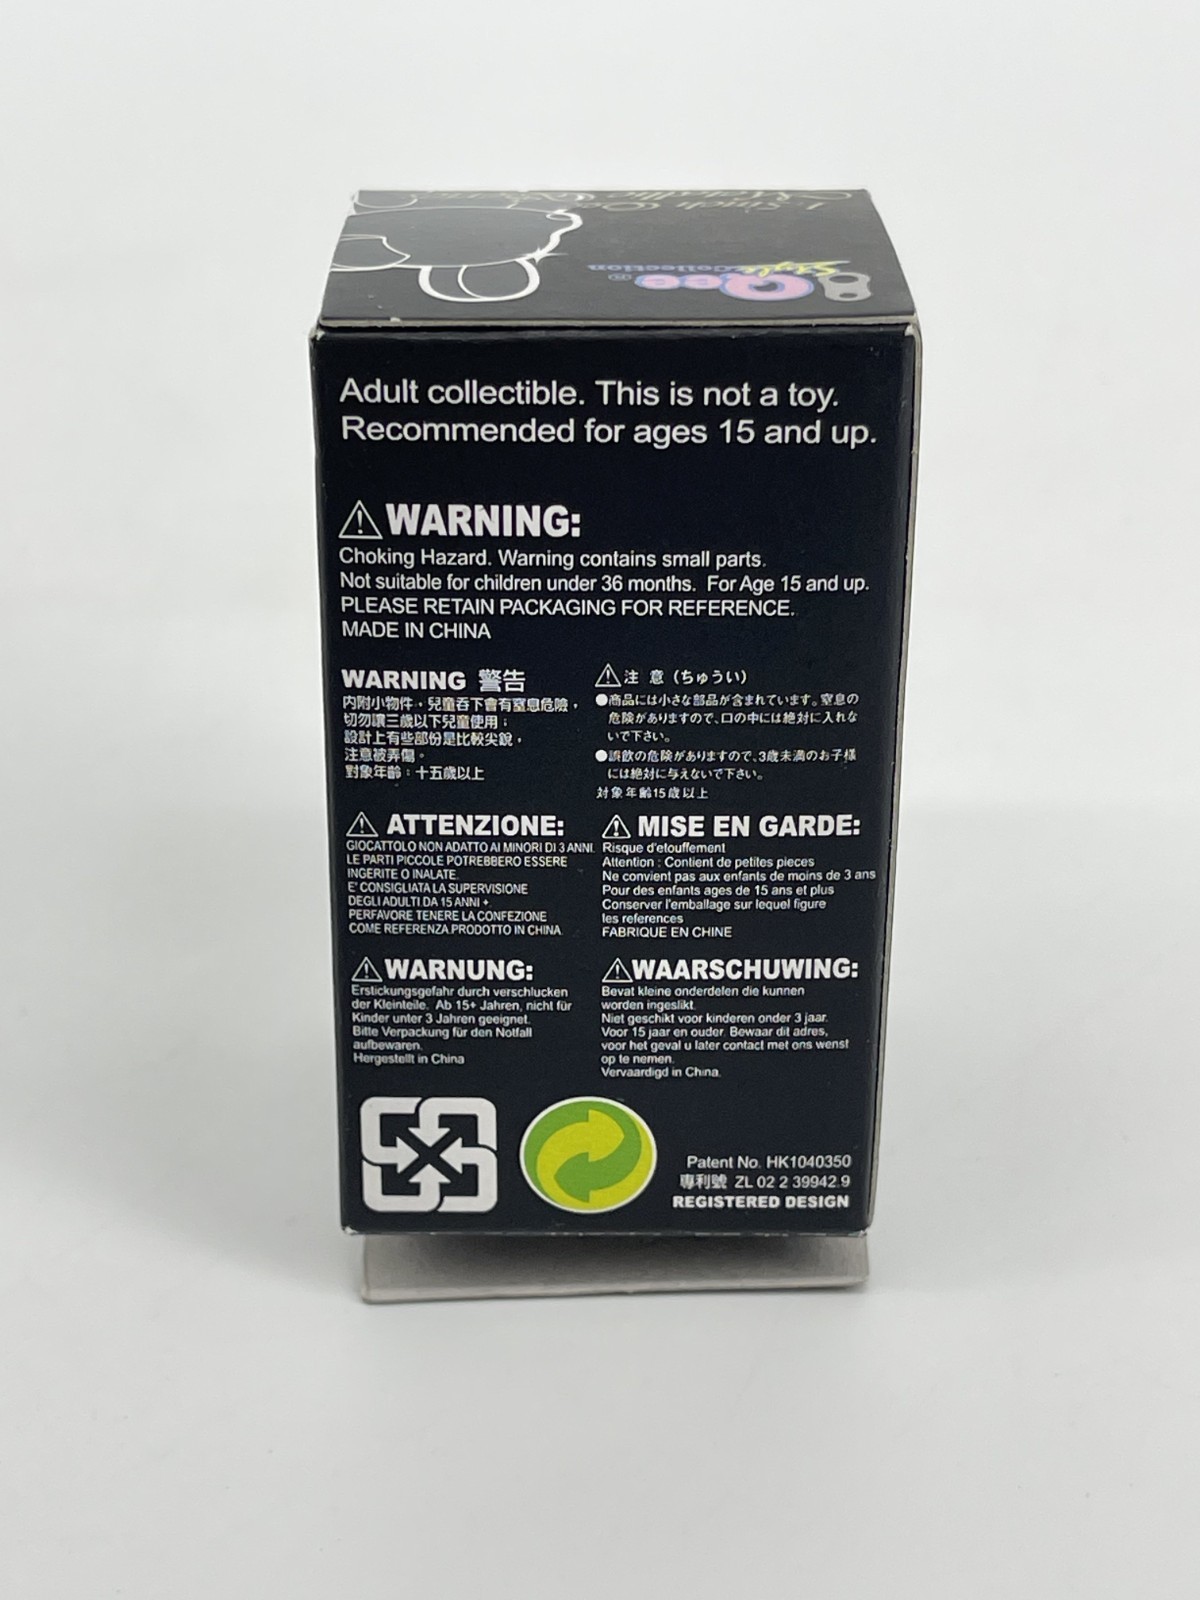 Qee®
Style Collection
Adult collectible. This is not a toy.
Recommended for ages 15 and up.
WARNING:
Choking Hazard. Warning contains small parts.
Not suitable for children under 36 months. For Age 15 and up.
PLEASE RETAIN PACKAGING FOR REFERENCE.
MADE IN CHINA
WARNING 警告
內附小物件，兒童吞下會有窒息危險，
切勿讓三歲以下兒童使用；
設計上有些部份是比較尖銳，
注意被弄傷。
對象年齡：十五歲以上
注意 (ちゅうい)
●商品には小さな部品が含まれています。窒息の
危険がありますので、口の中には絶対に入れな
いで下さい。
●誤飲の危険がありますので、3歳未満のお子様
には絶対に与えないで下さい。
対象年齢15歳以上
ATTENZIONE:
GIOCATTOLO NON ADATTO AI MINORI DI 3 ANNI.
LE PARTI PICCOLE POTREBBERO ESSERE
INGERITE O INALATE.
E' CONSIGLIATA LA SUPERVISIONE
DEGLI ADULTI.DA 15 ANNI +.
PERFAVORE TENERE LA CONFEZIONE
COME REFERENZA.PRODOTTO IN CHINA.
MISE EN GARDE:
Risque d'etouffement
Attention : Contient de petites pieces
Ne convient pas aux enfants de moins de 3 ans
Pour des enfants ages de 15 ans et plus
Conserver l'emballage sur lequel figure
les references
FABRIQUE EN CHINE
WARNUNG:
Erstickungsgefahr durch verschlucken
der Kleinteile. Ab 15+ Jahren, nicht für
Kinder unter 3 Jahren geeignet.
Bitte Verpackung für den Notfall
aufbewaren.
Hergestellt in China
WAARSCHUWING:
Bevat kleine onderdelen die kunnen
worden ingeslikt.
Niet geschikt voor kinderen onder 3 jaar.
Voor 15 jaar en ouder. Bewaar dit adres,
voor het geval u later contact met ons wenst
op te nemen.
Vervaardigd in China.
Patent No. HK1040350
專利號 ZL 02 2 39942.9
REGISTERED DESIGN